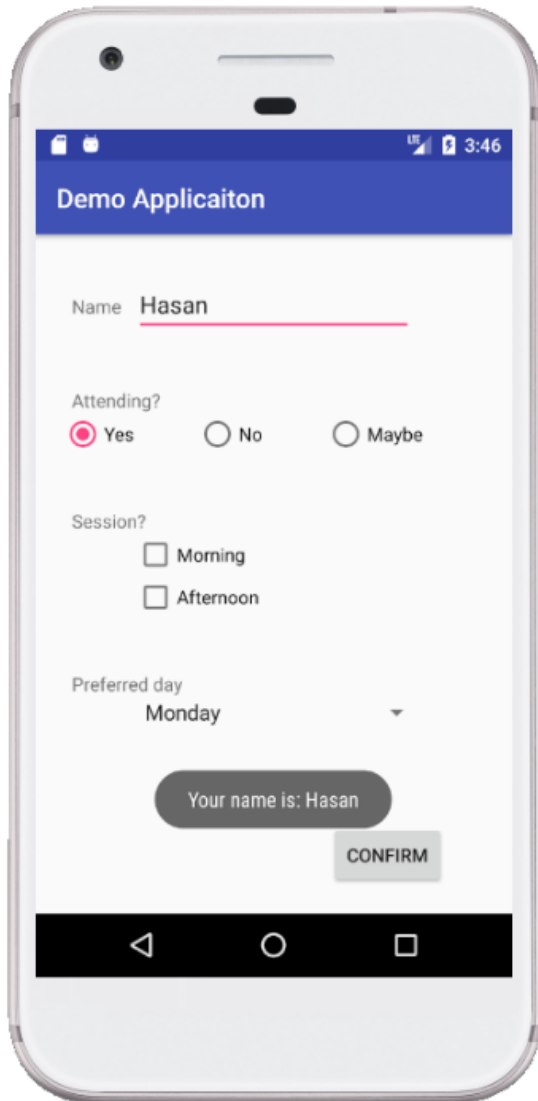 LTE 3:46
Demo Applicaiton
Name Hasan
Attending?
Yes No Maybe
Session?
Morning
Afternoon
Preferred day
Monday
Your name is: Hasan
CONFIRM